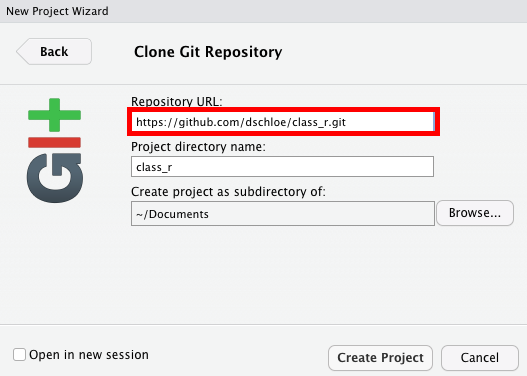 New Project Wizard
Back
Clone Git Repository
git
Repository URL:
https://github.com/dschloe/class_r.git
Project directory name:
class_r
Create project as subdirectory of:
~/Documents
Browse...
Open in new session
Create Project
Cancel